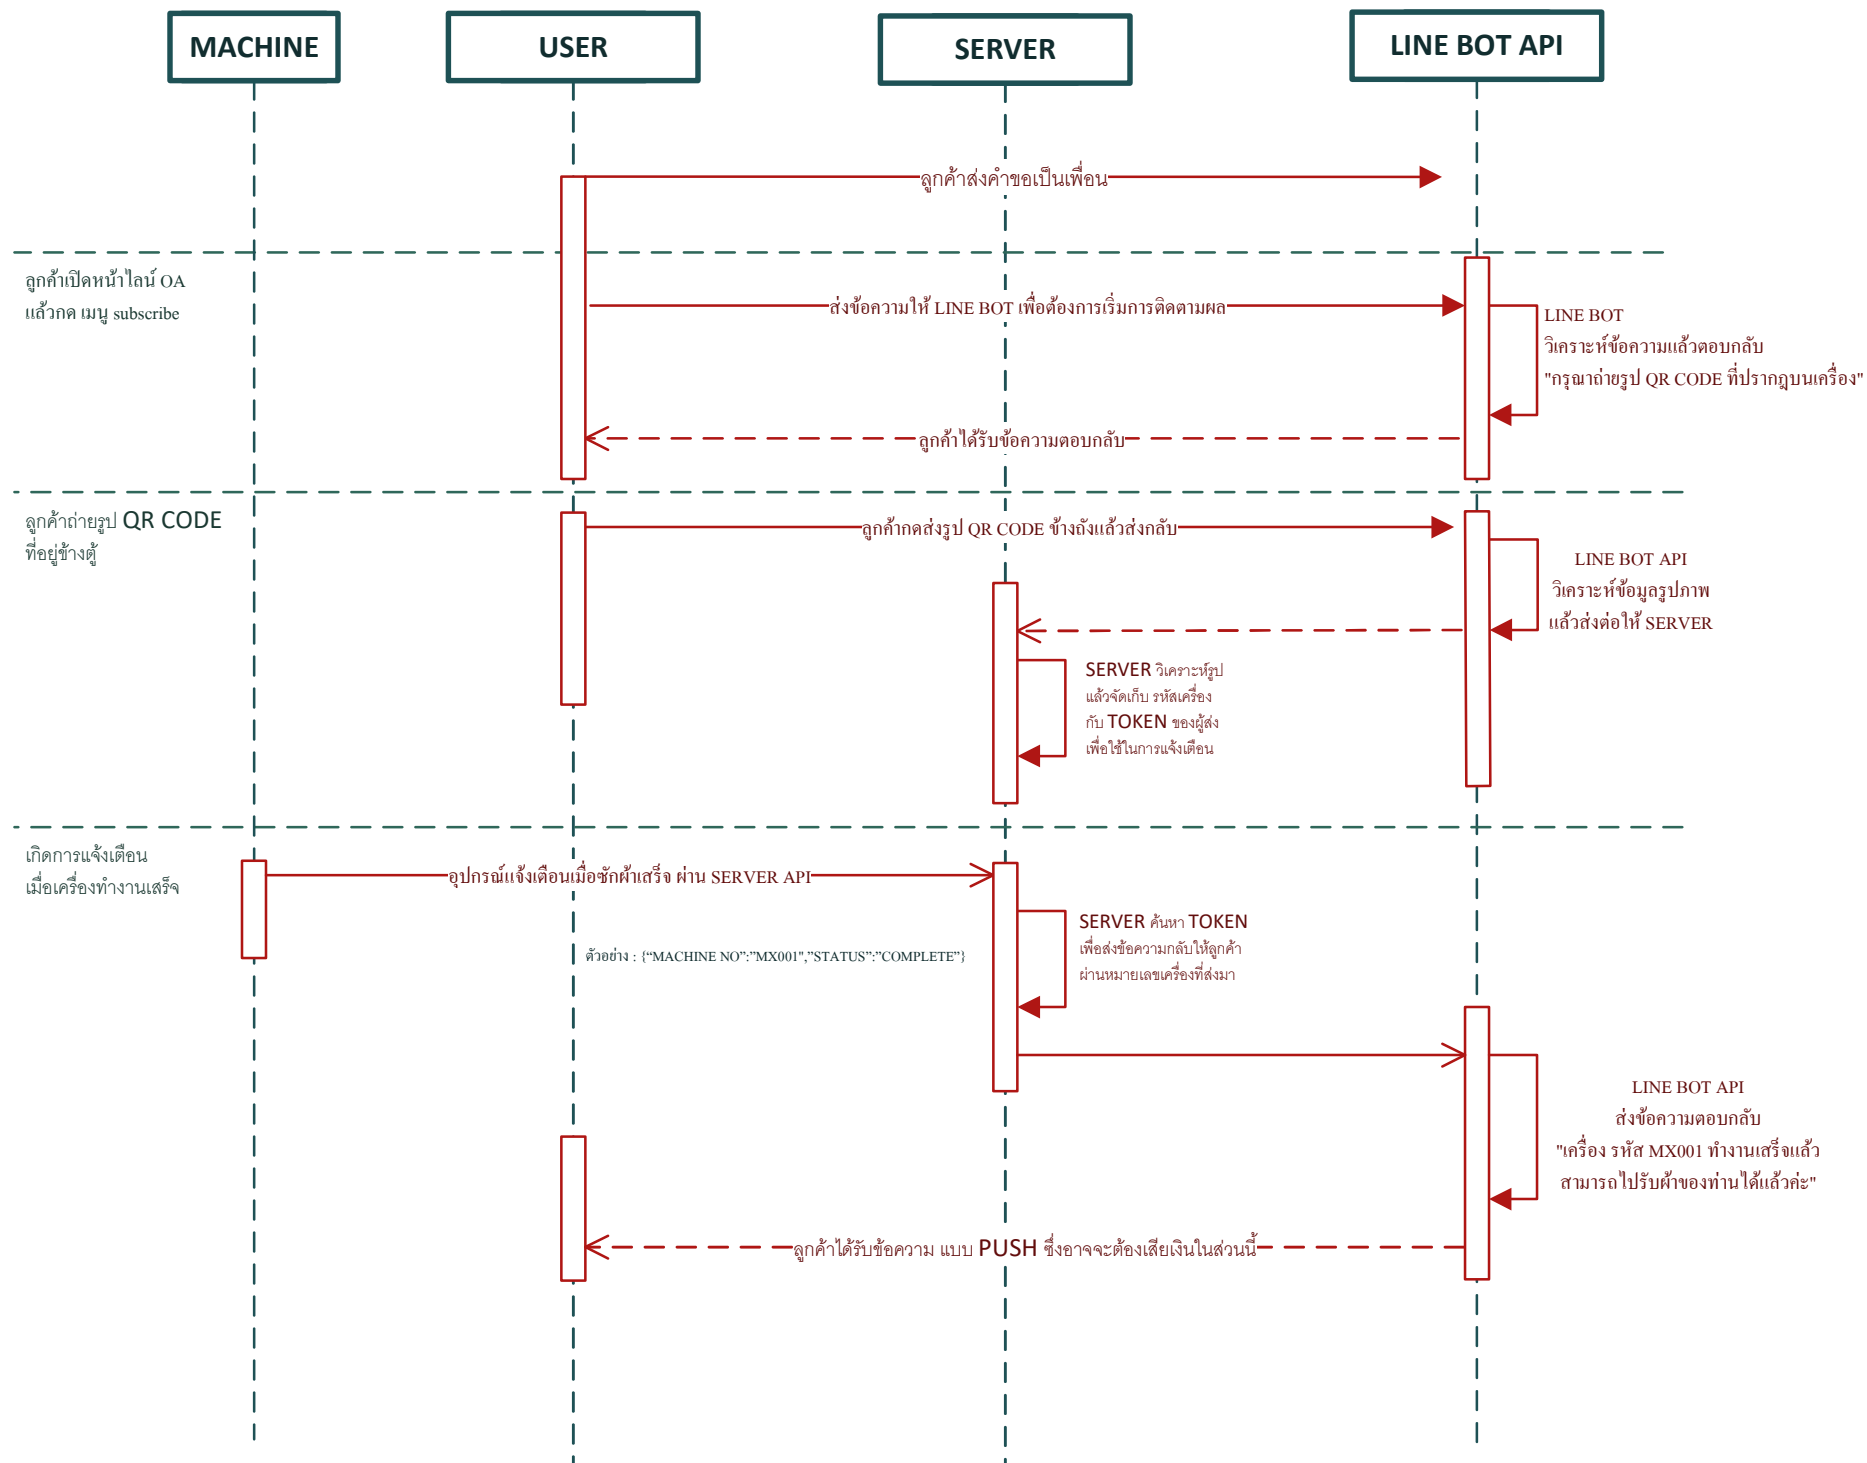 MACHINE
USER
SERVER
LINE BOT API
ลูกค้าส่งคำขอเป็นเพื่อน
ลูกค้าเปิดหน้าไลน์ OA
แล้วกด เมนู subscribe
ส่งข้อความให้ LINE BOT เพื่อต้องการเริ่มการติดตามผล
LINE BOT
วิเคราะห์ข้อความแล้วตอบกลับ
"กรุณาถ่ายรูป QR CODE ที่ปรากฎบนเครื่อง"
ลูกค้าได้รับข้อความตอบกลับ
ลูกค้าถ่ายรูป QR CODE
ที่อยู่ข้างตู้
ลูกค้ากดส่งรูป QR CODE ข้างถังแล้วส่งกลับ
LINE BOT API
วิเคราะห์ข้อมูลรูปภาพ
แล้วส่งต่อให้ SERVER
SERVER วิเคราะห์รูป
แล้วจัดเก็บ รหัสเครื่อง
กับ TOKEN ของผู้ส่ง
เพื่อใช้ในการแจ้งเตือน
เกิดการแจ้งเตือน
เมื่อเครื่องทำงานเสร็จ
อุปกรณ์แจ้งเตือนเมื่อซักผ้าเสร็จ ผ่าน SERVER API
SERVER ค้นหา TOKEN
เพื่อส่งข้อความกลับให้ลูกค้า
ผ่านหมายเลขเครื่องที่ส่งมา
ตัวอย่าง : {“MACHINE NO”:”MX001",”STATUS”:”COMPLETE”}
LINE BOT API
ส่งข้อความตอบกลับ
"เครื่อง รหัส MX001 ทำงานเสร็จแล้ว
สามารถไปรับผ้าของท่านได้แล้วค่ะ"
ลูกค้าได้รับข้อความ แบบ PUSH ซึ่งอาจจะต้องเสียเงินในส่วนนี้